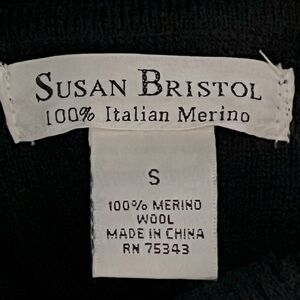 SUSAN BRISTOL
100% Italian Merino
S
100% MERINO
WOOL
MADE IN CHINA
RN 75343